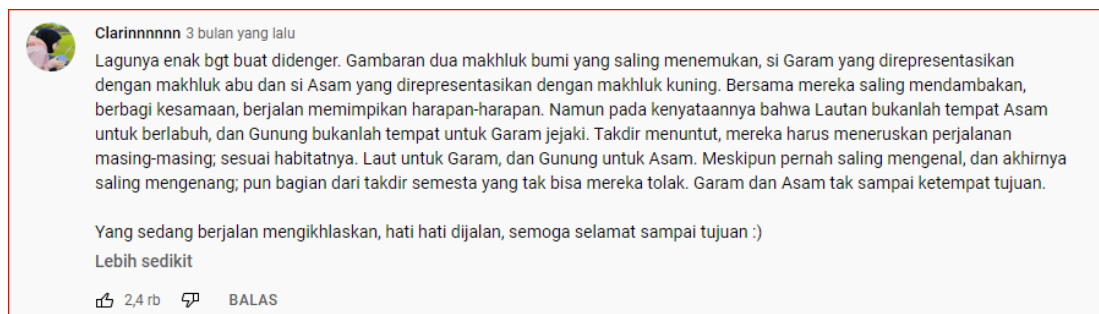 Clarinnnnnn 3 bulan yang lalu
Lagunya enak bgt buat didenger. Gambaran dua makhluk bumi yang saling menemukan, si Garam yang direpresentasikan
dengan makhluk abu dan si Asam yang direpresentasikan dengan makhluk kuning. Bersama mereka saling mendambakan,
berbagi kesamaan, berjalan memimpikan harapan-harapan. Namun pada kenyataannya bahwa Lautan bukanlah tempat Asam
untuk berlabuh, dan Gunung bukanlah tempat untuk Garam jejaki. Takdir menuntut, mereka harus meneruskan perjalanan
masing-masing; sesuai habitatnya. Laut untuk Garam, dan Gunung untuk Asam. Meskipun pernah saling mengenal, dan akhirnya
saling mengenang; pun bagian dari takdir semesta yang tak bisa mereka tolak. Garam dan Asam tak sampai ketempat tujuan.
Yang sedang berjalan mengikhlaskan, hati hati dijalan, semoga selamat sampai tujuan :)
Lebih sedikit
2,4 rb BALAS